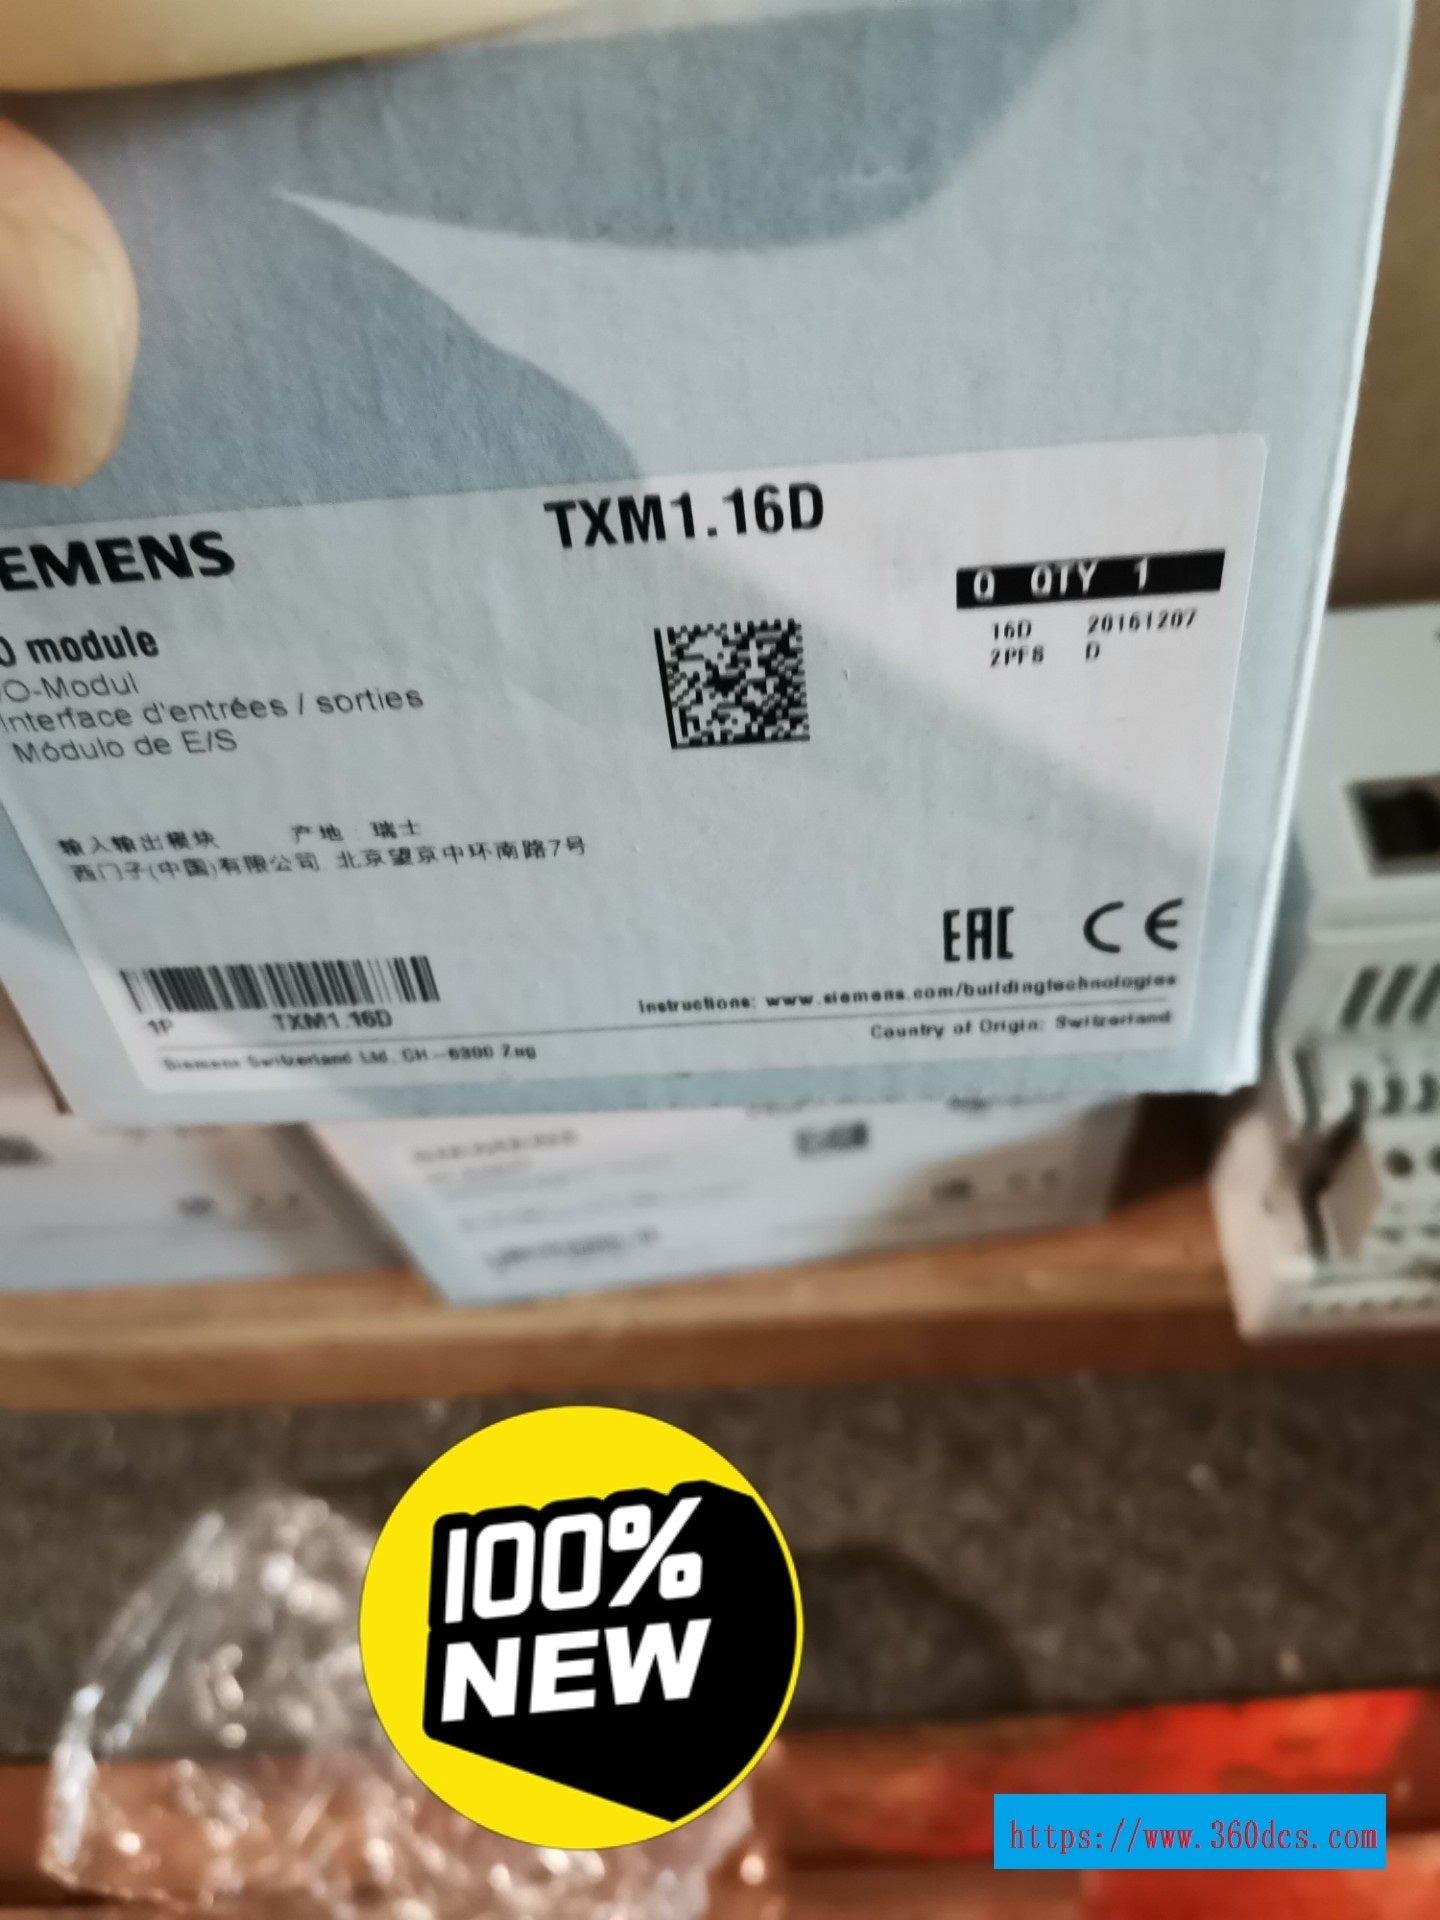 TXM1.16D
EMENS
Q QTY 1
16D 20161207
2PF8 D
O module
O-Modul
Interface d'entrées / sorties
Módulo de E/S
输入输出模块 产地 瑞士
西门子(中国)有限公司 北京望京中环南路7号
EAC CE
1P TXM1.16D
Instructions: www.siemens.com/buildingtechnologies
Country of Origin: Switzerland
Siemens Switzerland Ltd. CH-6300 Zug
100%
NEW
https://www.360dcs.com